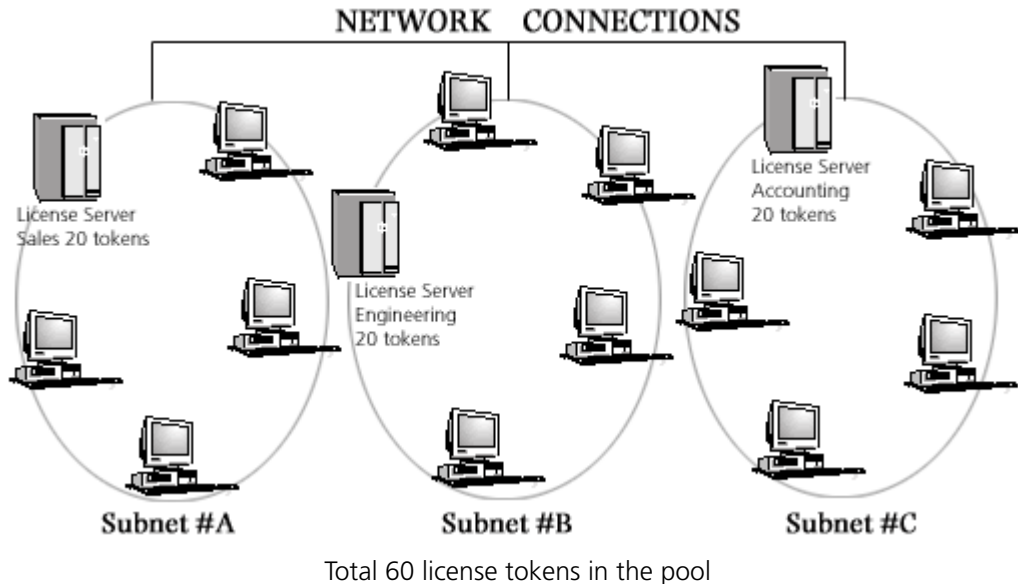 NETWORK CONNECTIONS
License Server
Sales 20 tokens
License Server
Engineering
20 tokens
License Server
Accounting
20 tokens
Subnet #A
Subnet #B
Subnet #C
Total 60 license tokens in the pool